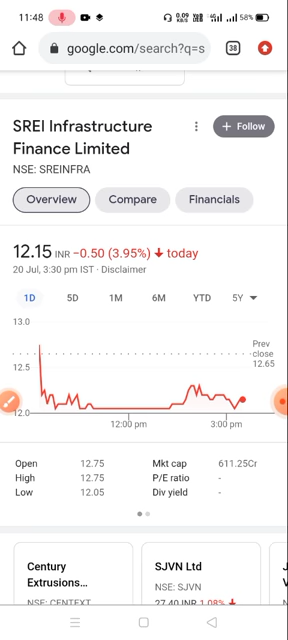 11:48
58%
google.com/search?q=s
38
SREI Infrastructure
Finance Limited
+ Follow
NSE: SREINFRA
Overview
Compare
Financials
12.15 INR −0.50 (3.95%) today
20 Jul, 3:30 pm IST · Disclaimer
1D 5D 1M 6M YTD 5Y
13.0
Prev
close
12.65
12.5
12.0
12:00 pm 3:00 pm
Open 12.75 Mkt cap 611.25Cr
High 12.75 P/E ratio -
Low 12.05 Div yield -
Century
Extrusions...
NSE: CENTEXT
SJVN Ltd
NSE: SJVN
27.40 INR 1.08%